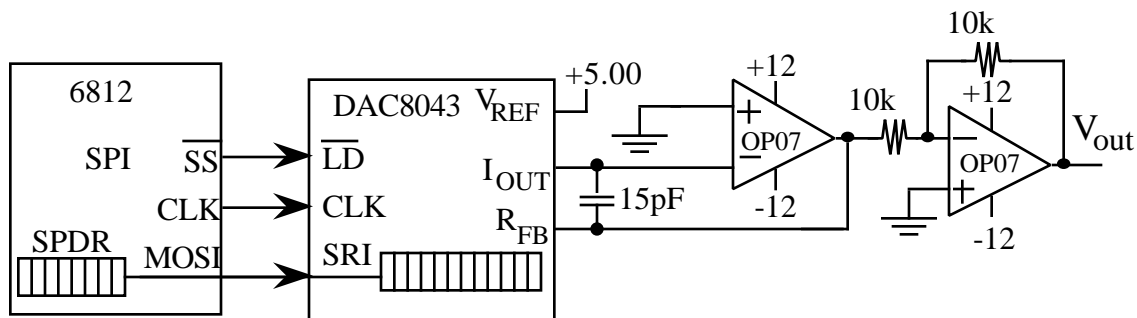 6812
SPI
SS
CLK
SPDR
MOSI
DAC8043
VREF
+5.00
LD
IOUT
CLK
RFB
SRI
15pF
+12
OP07
-12
10k
10k
+12
OP07
-12
Vout